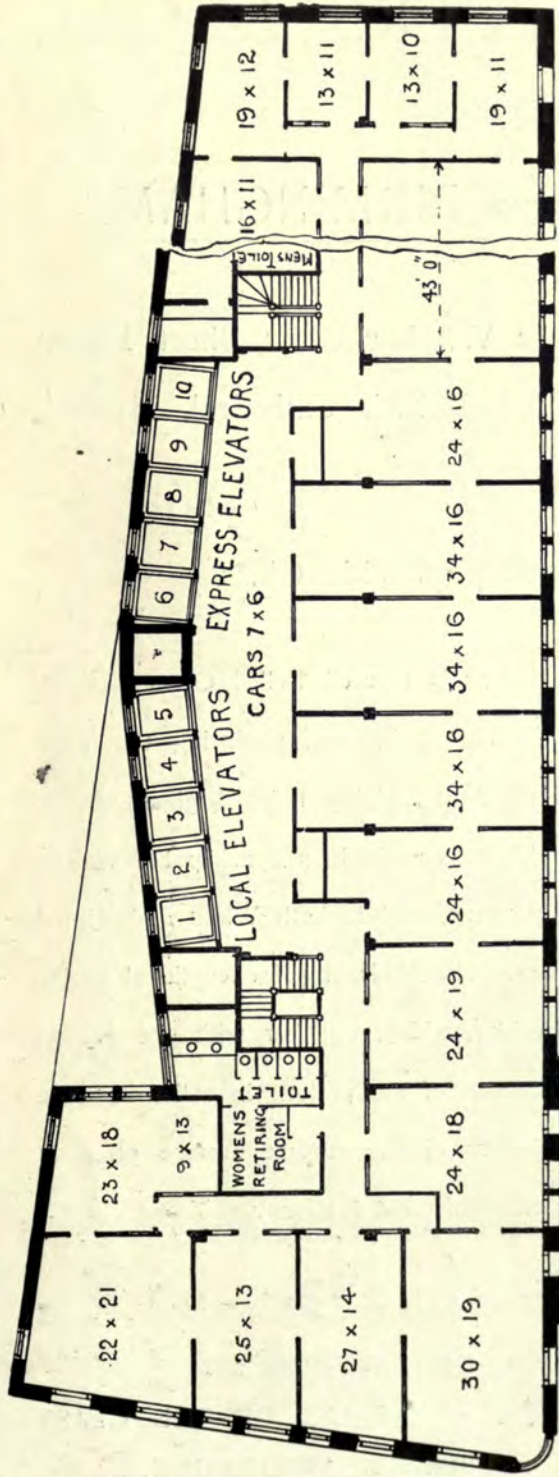 19 x 12
13 x 11
13 x 10
19 x 11
16 x 11
MENS TOILET
43' 0"
10
9
8
7
6
5
4
3
2
1
EXPRESS ELEVATORS
LOCAL ELEVATORS
CARS 7 x 6
24 x 16
34 x 16
34 x 16
34 x 16
24 x 16
24 x 19
24 x 18
TOILET
WOMENS
RETIRING
ROOM
23 x 18
9 x 13
22 x 21
25 x 13
27 x 14
30 x 19